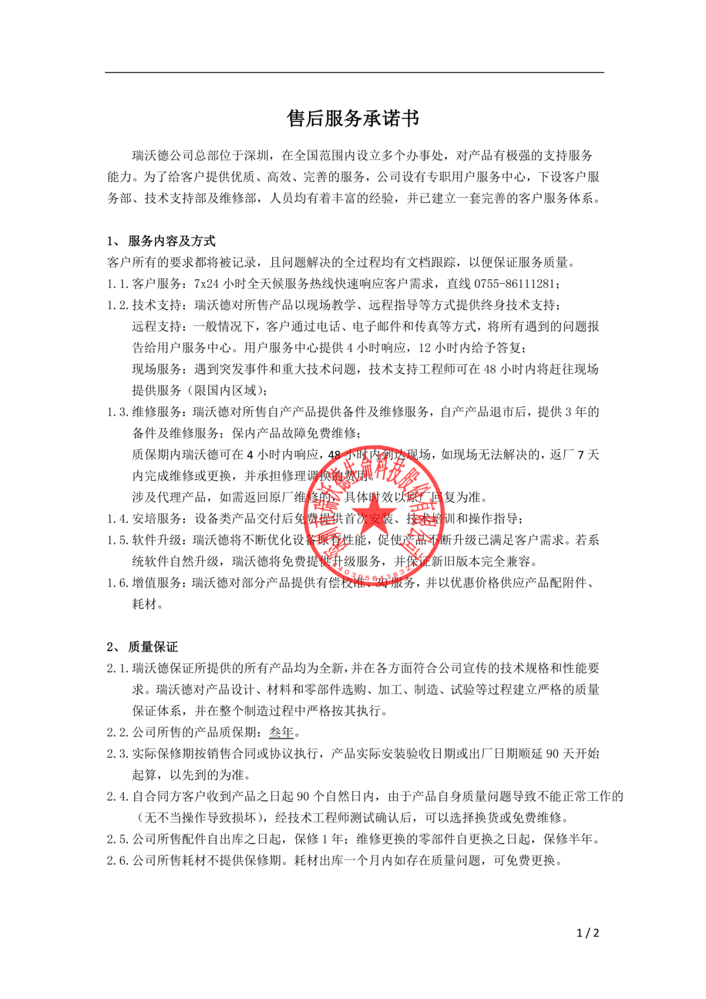 售后服务承诺书
瑞沃德公司总部位于深圳，在全国范围内设立多个办事处，对产品有极强的支持服务
能力。为了给客户提供优质、高效、完善的服务，公司设有专职用户服务中心，下设客户服
务部、技术支持部及维修部，人员均有着丰富的经验，并已建立一套完善的客户服务体系。
1、 服务内容及方式
客户所有的要求都将被记录，且问题解决的全过程均有文档跟踪，以便保证服务质量。
1.1.客户服务：7x24 小时全天候服务热线快速响应客户需求，直线 0755-86111281；
1.2.技术支持：瑞沃德对所售产品以现场教学、远程指导等方式提供终身技术支持；
远程支持：一般情况下，客户通过电话、电子邮件和传真等方式，将所有遇到的问题报
告给用户服务中心。用户服务中心提供 4 小时响应，12 小时内给予答复；
现场服务：遇到突发事件和重大技术问题，技术支持工程师可在 48 小时内将赶往现场
提供服务（限国内区域）；
1.3.维修服务：瑞沃德对所售自产产品提供备件及维修服务，自产产品退市后，提供 3 年的
备件及维修服务；保内产品故障免费维修；
质保期内瑞沃德可在 4 小时内响应，48 小时内到达现场，如现场无法解决的，返厂 7 天
内完成维修或更换，并承担修理调换的费用。
涉及代理产品，如需返回原厂维修的，具体时效以原厂回复为准。
1.4.安培服务：设备类产品交付后免费提供首次安装、技术培训和操作指导；
1.5.软件升级：瑞沃德将不断优化设备原有性能，促使产品不断升级已满足客户需求。若系
统软件自然升级，瑞沃德将免费提供升级服务，并保证新旧版本完全兼容。
1.6.增值服务：瑞沃德对部分产品提供有偿校准、3Q 服务，并以优惠价格供应产品配附件、
耗材。
深圳市瑞沃德生命科技股份有限公司
2、 质量保证
2.1.瑞沃德保证所提供的所有产品均为全新，并在各方面符合公司宣传的技术规格和性能要
求。瑞沃德对产品设计、材料和零部件选购、加工、制造、试验等过程建立严格的质量
保证体系，并在整个制造过程中严格按其执行。
2.2.公司所售的产品质保期：叁年。
2.3.实际保修期按销售合同或协议执行，产品实际安装验收日期或出厂日期顺延 90 天开始
起算，以先到的为准。
2.4.自合同方客户收到产品之日起 90 个自然日内，由于产品自身质量问题导致不能正常工作的
（无不当操作导致损坏），经技术工程师测试确认后，可以选择换货或免费维修。
2.5.公司所售配件自出库之日起，保修 1 年；维修更换的零部件自更换之日起，保修半年。
2.6.公司所售耗材不提供保修期。耗材出库一个月内如存在质量问题，可免费更换。
1 / 2